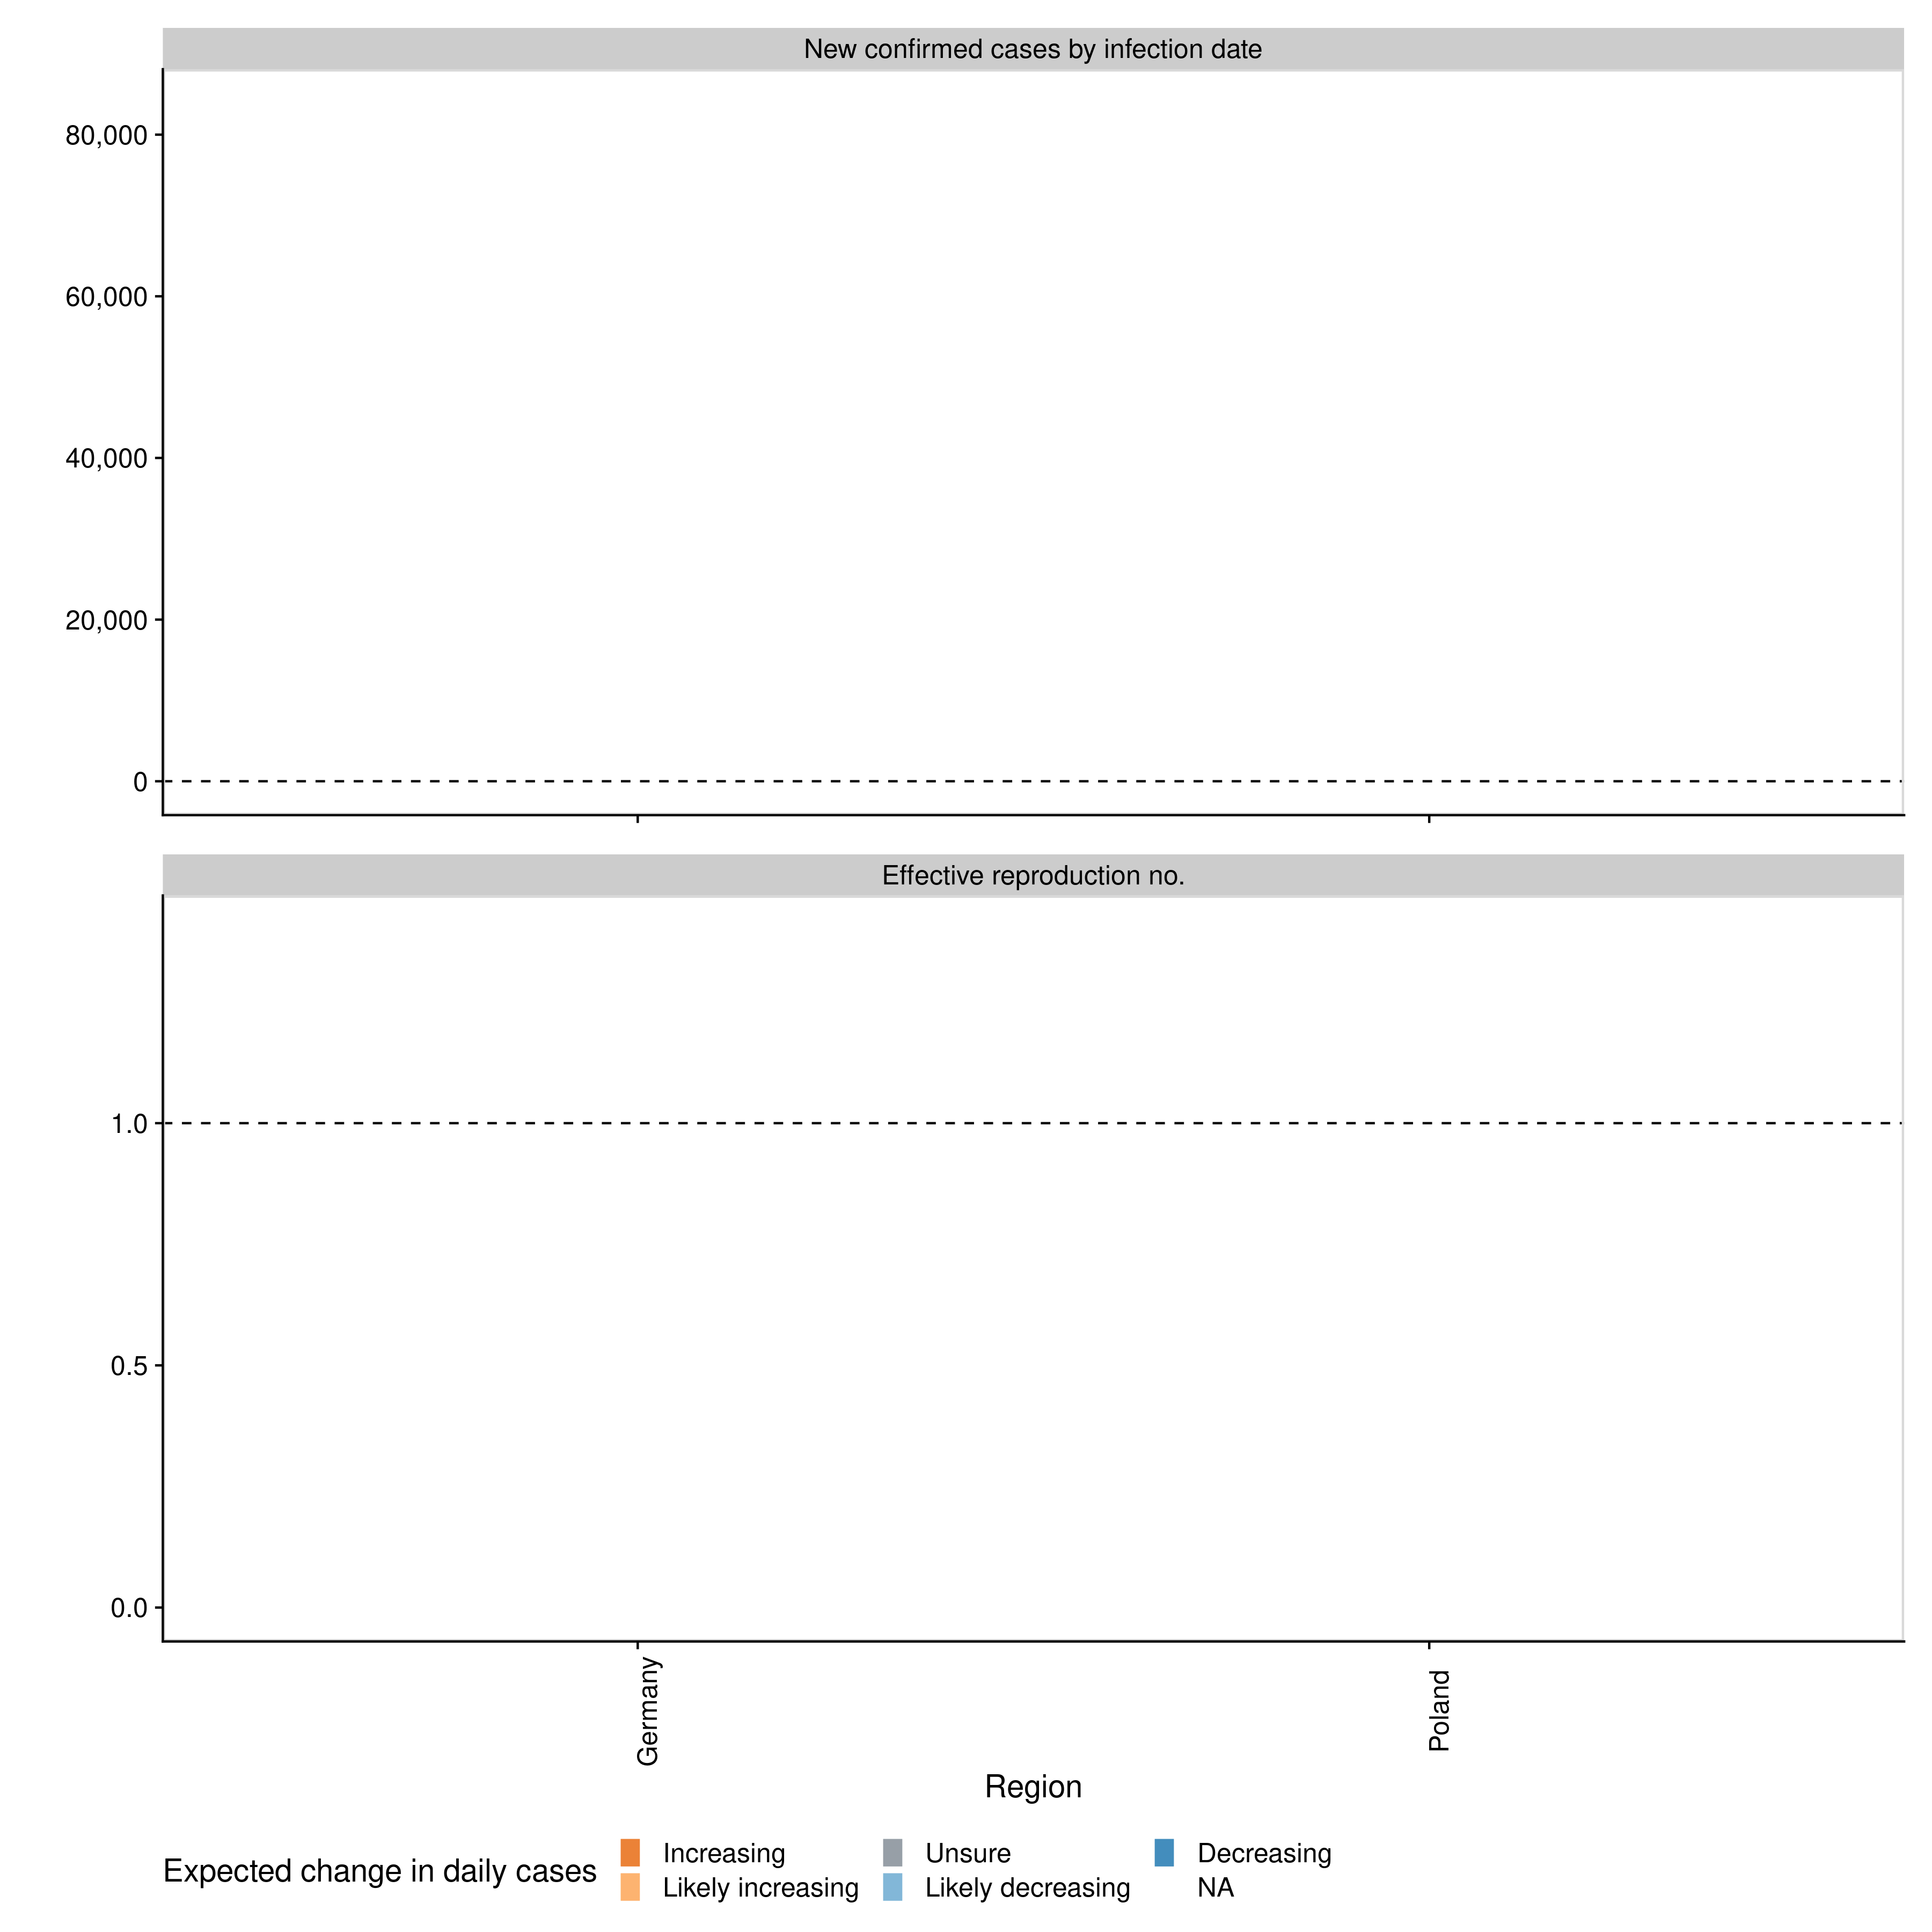 New confirmed cases by infection date
80,000
60,000
40,000
20,000
0
Effective reproduction no.
1.0
0.5
0.0
Germany
Poland
Region
Expected change in daily cases
Increasing
Unsure
Decreasing
Likely increasing
Likely decreasing
NA